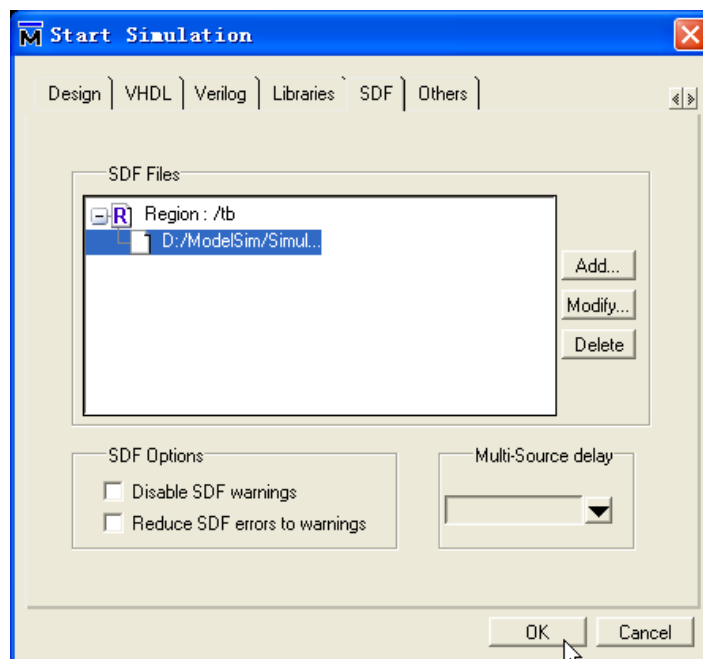 Start Simulation
Design VHDL Verilog Libraries SDF Others
SDF Files
R Region : /tb
D:/ModelSim/Simul...
Add...
Modify...
Delete
SDF Options
Disable SDF warnings
Reduce SDF errors to warnings
Multi-Source delay
OK Cancel